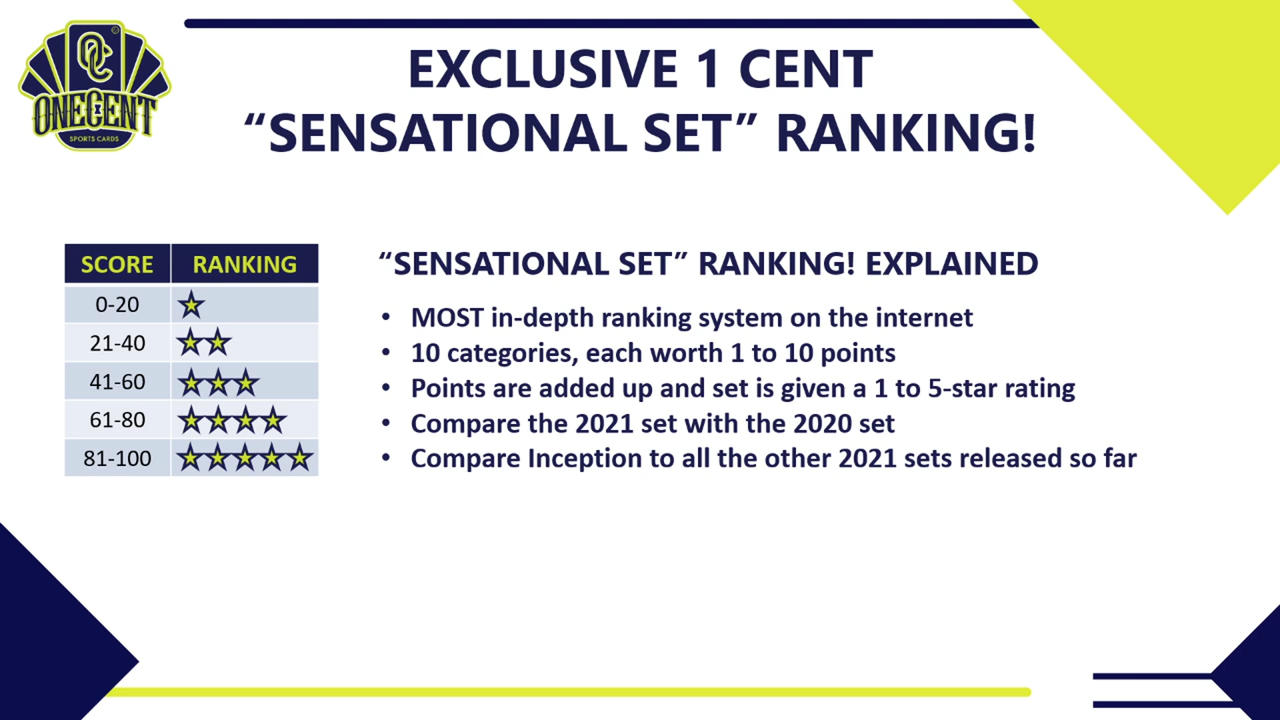 OC
ONECENT
SPORTS CARDS
EXCLUSIVE 1 CENT
“SENSATIONAL SET” RANKING!
SCORE RANKING
0-20
21-40
41-60
61-80
81-100
“SENSATIONAL SET” RANKING! EXPLAINED
• MOST in-depth ranking system on the internet
• 10 categories, each worth 1 to 10 points
• Points are added up and set is given a 1 to 5-star rating
• Compare the 2021 set with the 2020 set
• Compare Inception to all the other 2021 sets released so far